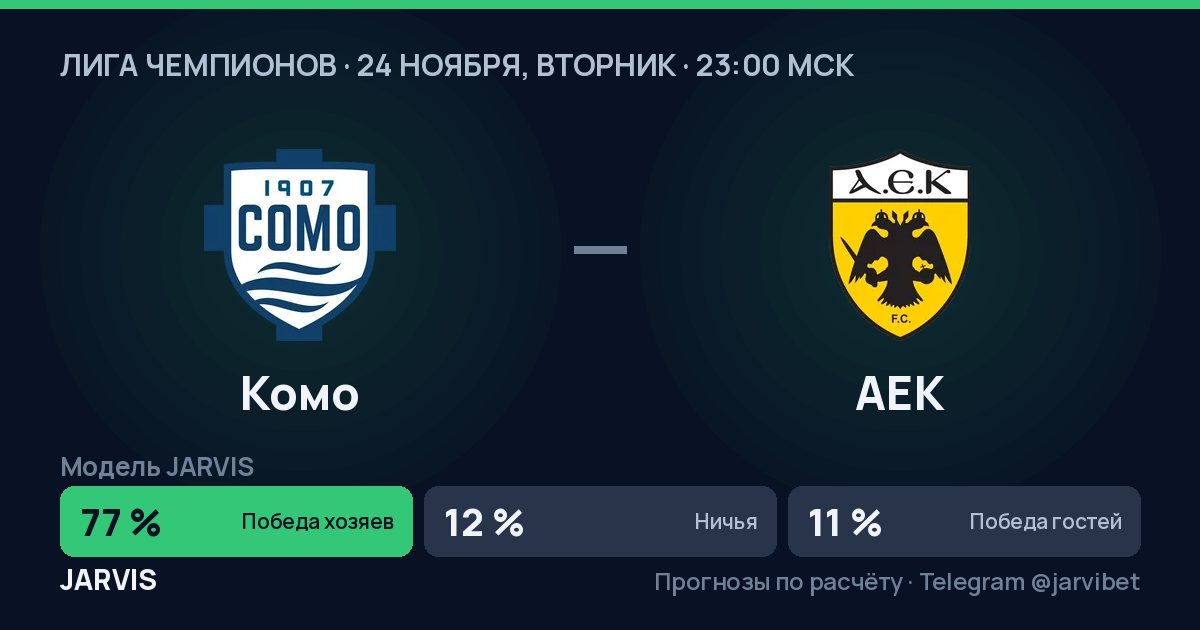 ЛИГА ЧЕМПИОНОВ · 24 НОЯБРЯ, ВТОРНИК · 23:00 МСК
1907
COMO
A.E.K
F.C.
—
Комо
АЕК
Модель JARVIS
77 % Победа хозяев
12 % Ничья
11 % Победа гостей
JARVIS
Прогнозы по расчёту · Telegram @jarvibet